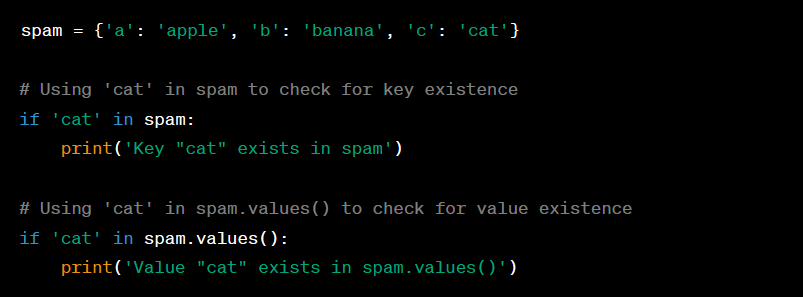 spam = {'a': 'apple', 'b': 'banana', 'c': 'cat'}
# Using 'cat' in spam to check for key existence
if 'cat' in spam:
    print('Key "cat" exists in spam')
# Using 'cat' in spam.values() to check for value existence
if 'cat' in spam.values():
    print('Value "cat" exists in spam.values()')